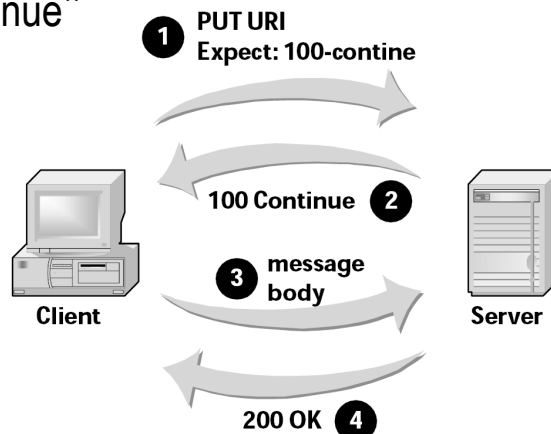 nue"
1 PUT URI
Expect: 100-contine
100 Continue 2
3 message
body
Client
Server
200 OK 4